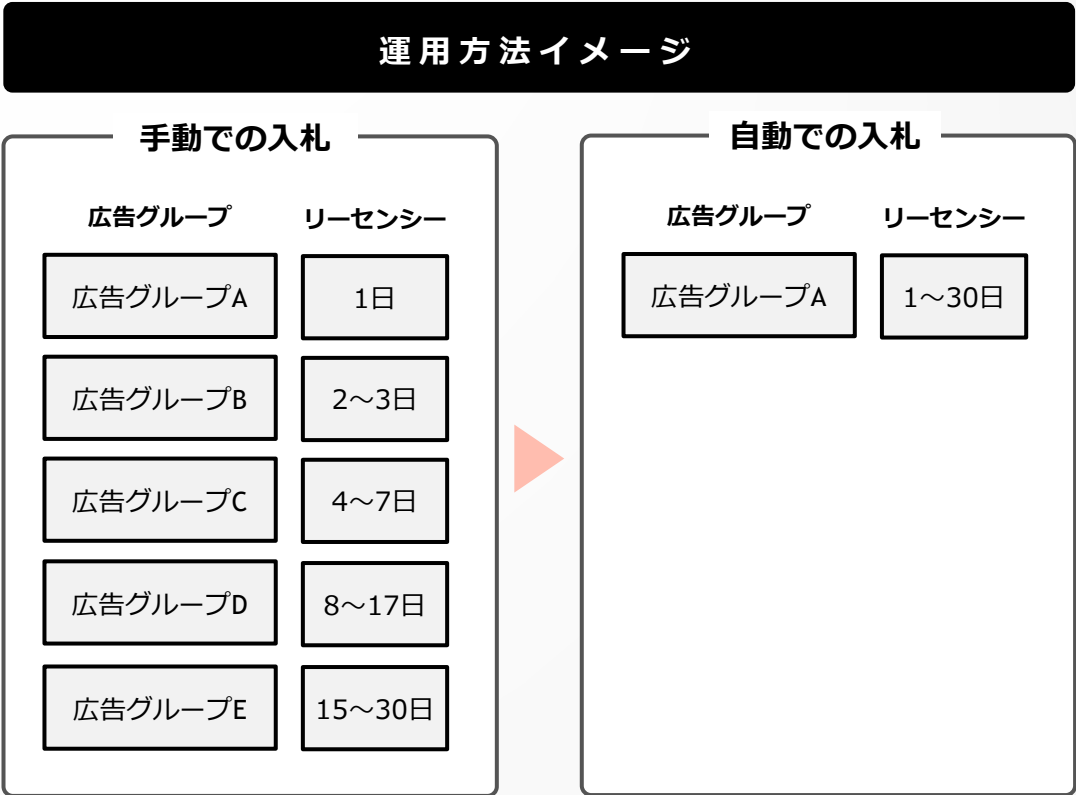 運用方法イメージ
手動での入札
広告グループ リーセンシー
広告グループA 1日
広告グループB 2～3日
広告グループC 4～7日
広告グループD 8～17日
広告グループE 15～30日
自動での入札
広告グループ リーセンシー
広告グループA 1～30日